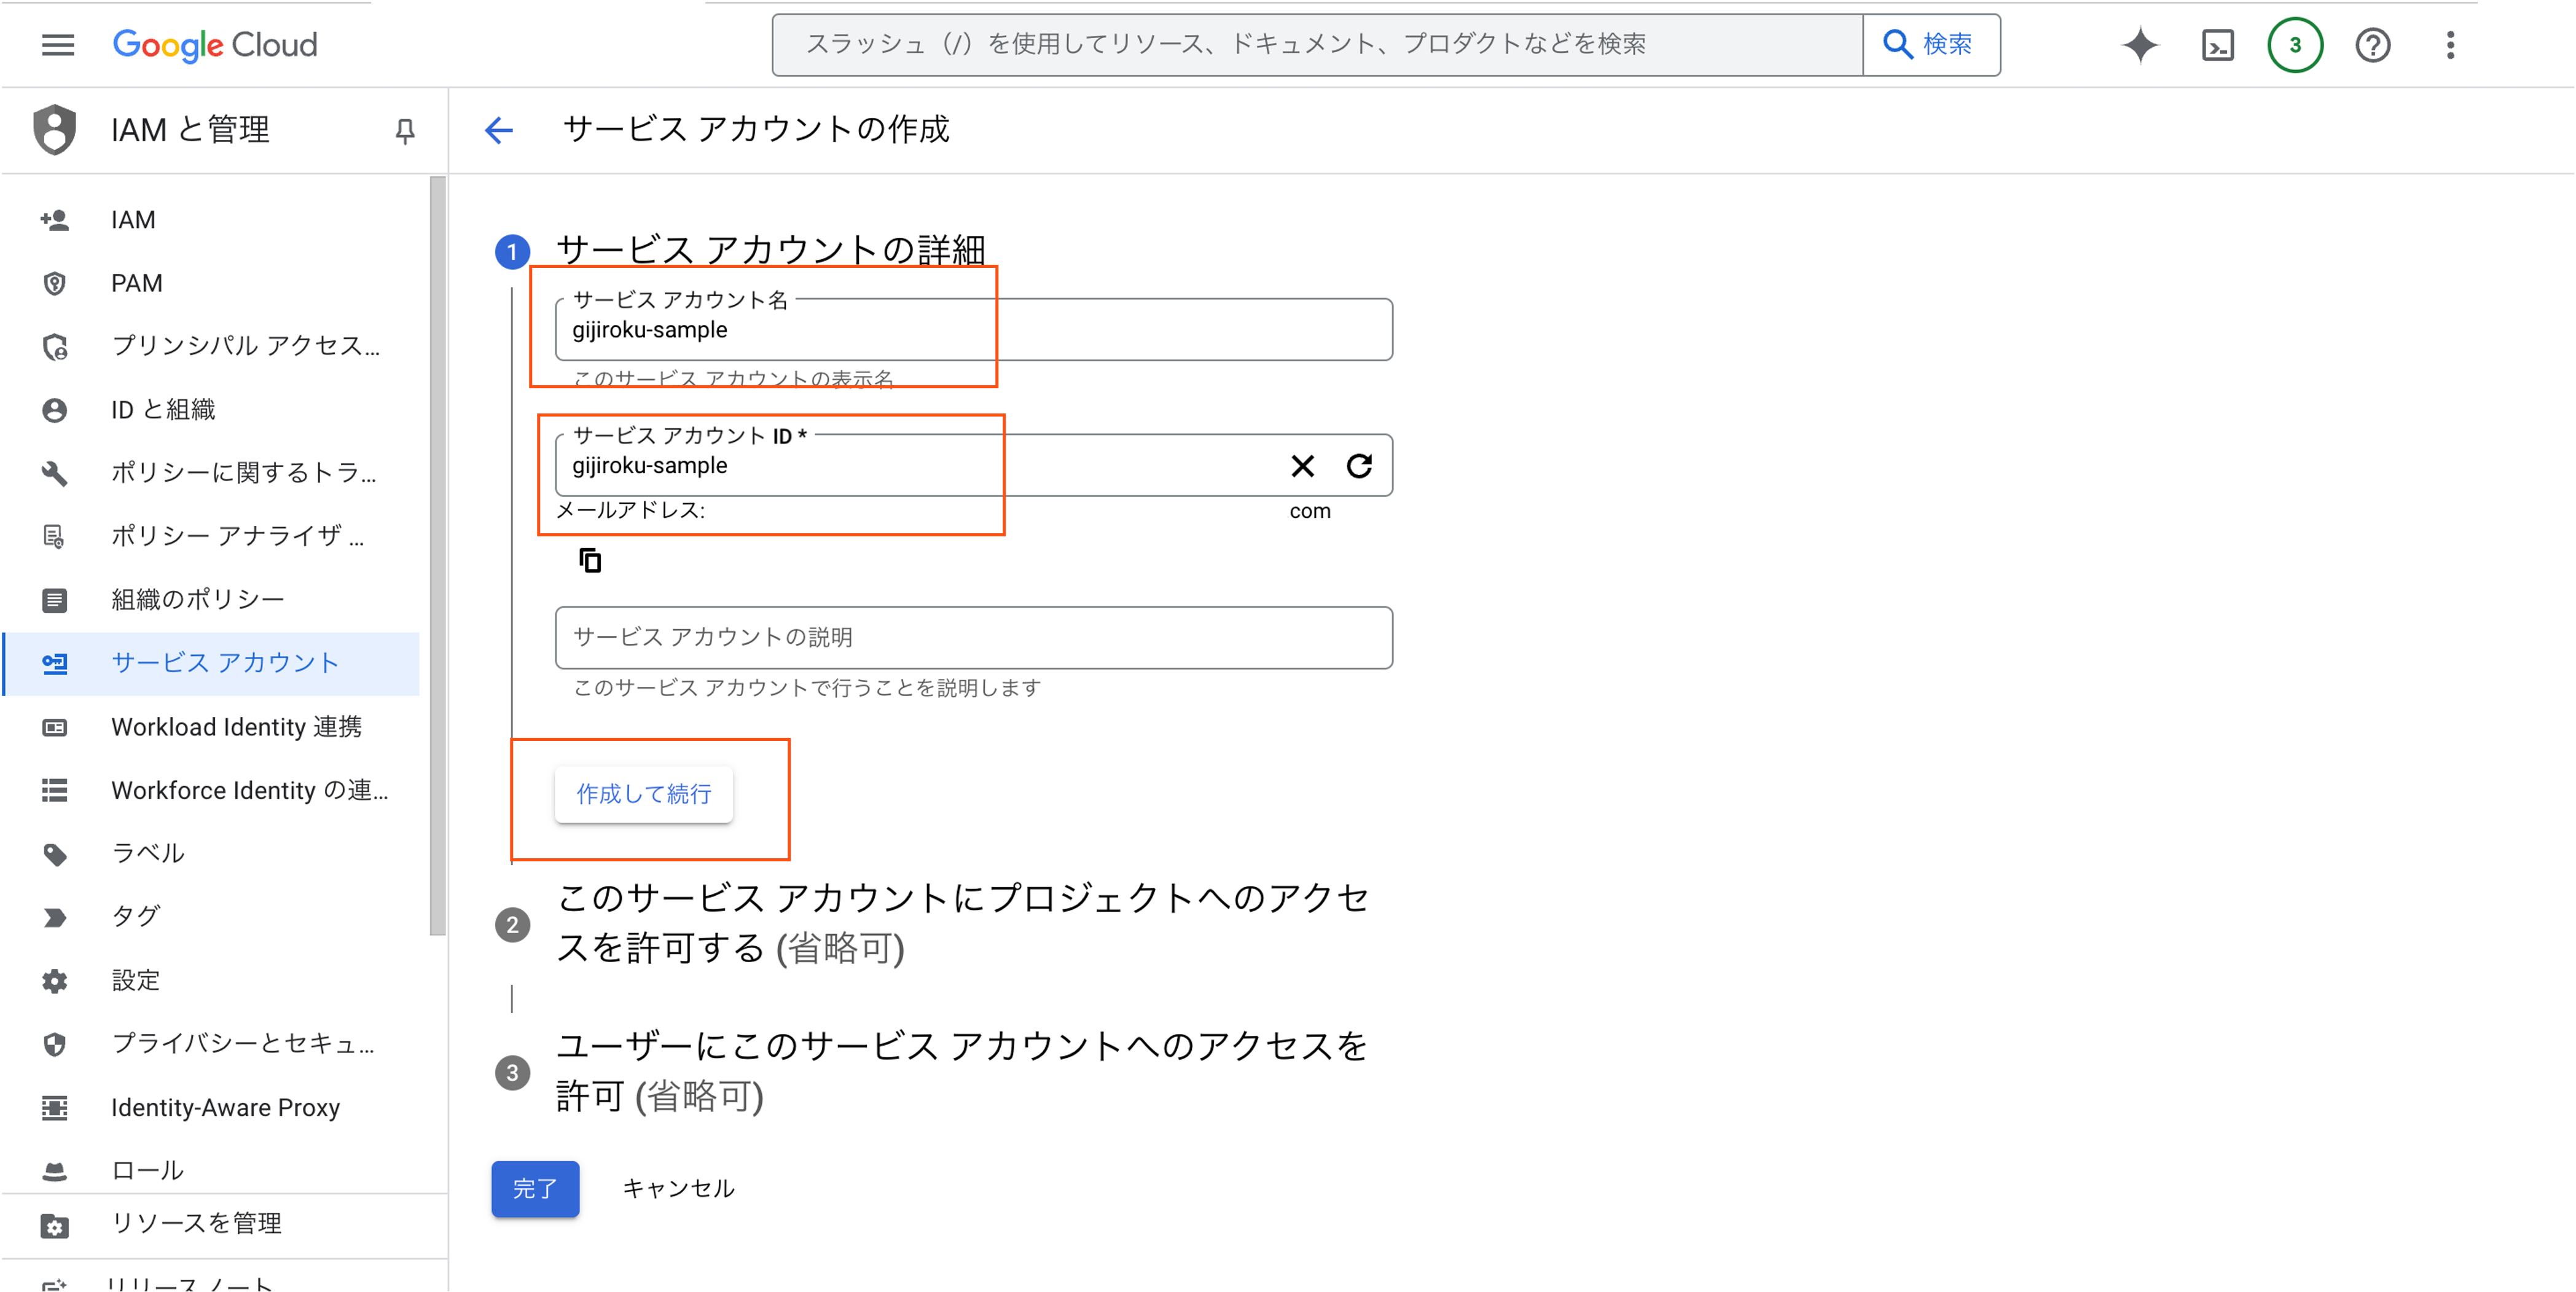 Google Cloud
スラッシュ（/）を使用してリソース、ドキュメント、プロダクトなどを検索
検索
3
IAM と管理
サービス アカウントの作成
IAM
PAM
プリンシパル アクセス...
ID と組織
ポリシーに関するトラ...
ポリシー アナライザ ...
組織のポリシー
サービス アカウント
Workload Identity 連携
Workforce Identity の連...
ラベル
タグ
設定
プライバシーとセキュ...
Identity-Aware Proxy
ロール
リソースを管理
リリースノート
1
サービス アカウントの詳細
サービス アカウント名
gijiroku-sample
このサービス アカウントの表示名
サービス アカウント ID *
gijiroku-sample
メールアドレス:
com
サービス アカウントの説明
このサービス アカウントで行うことを説明します
作成して続行
2
このサービス アカウントにプロジェクトへのアクセ
スを許可する (省略可)
3
ユーザーにこのサービス アカウントへのアクセスを
許可 (省略可)
完了
キャンセル